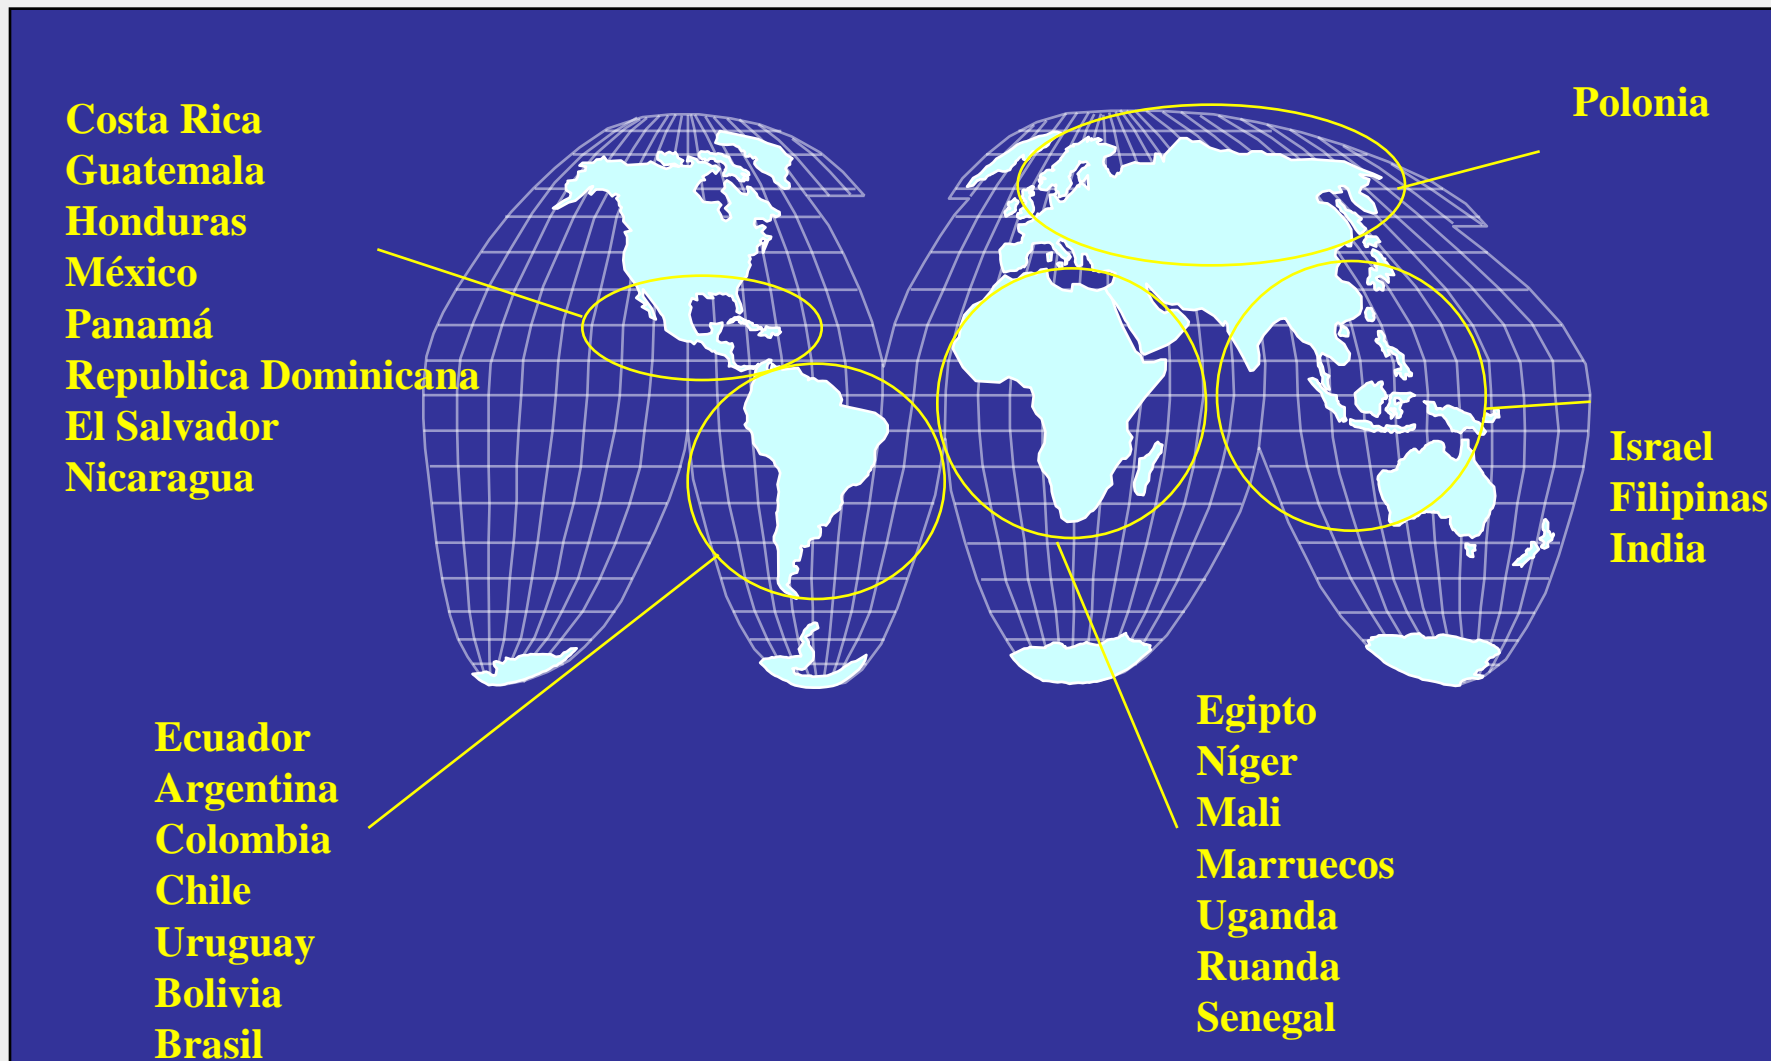 Costa Rica
Guatemala
Honduras
México
Panamá
Republica Dominicana
El Salvador
Nicaragua
Polonia
Israel
Filipinas
India
Ecuador
Argentina
Colombia
Chile
Uruguay
Bolivia
Brasil
Egipto
Níger
Mali
Marruecos
Uganda
Ruanda
Senegal